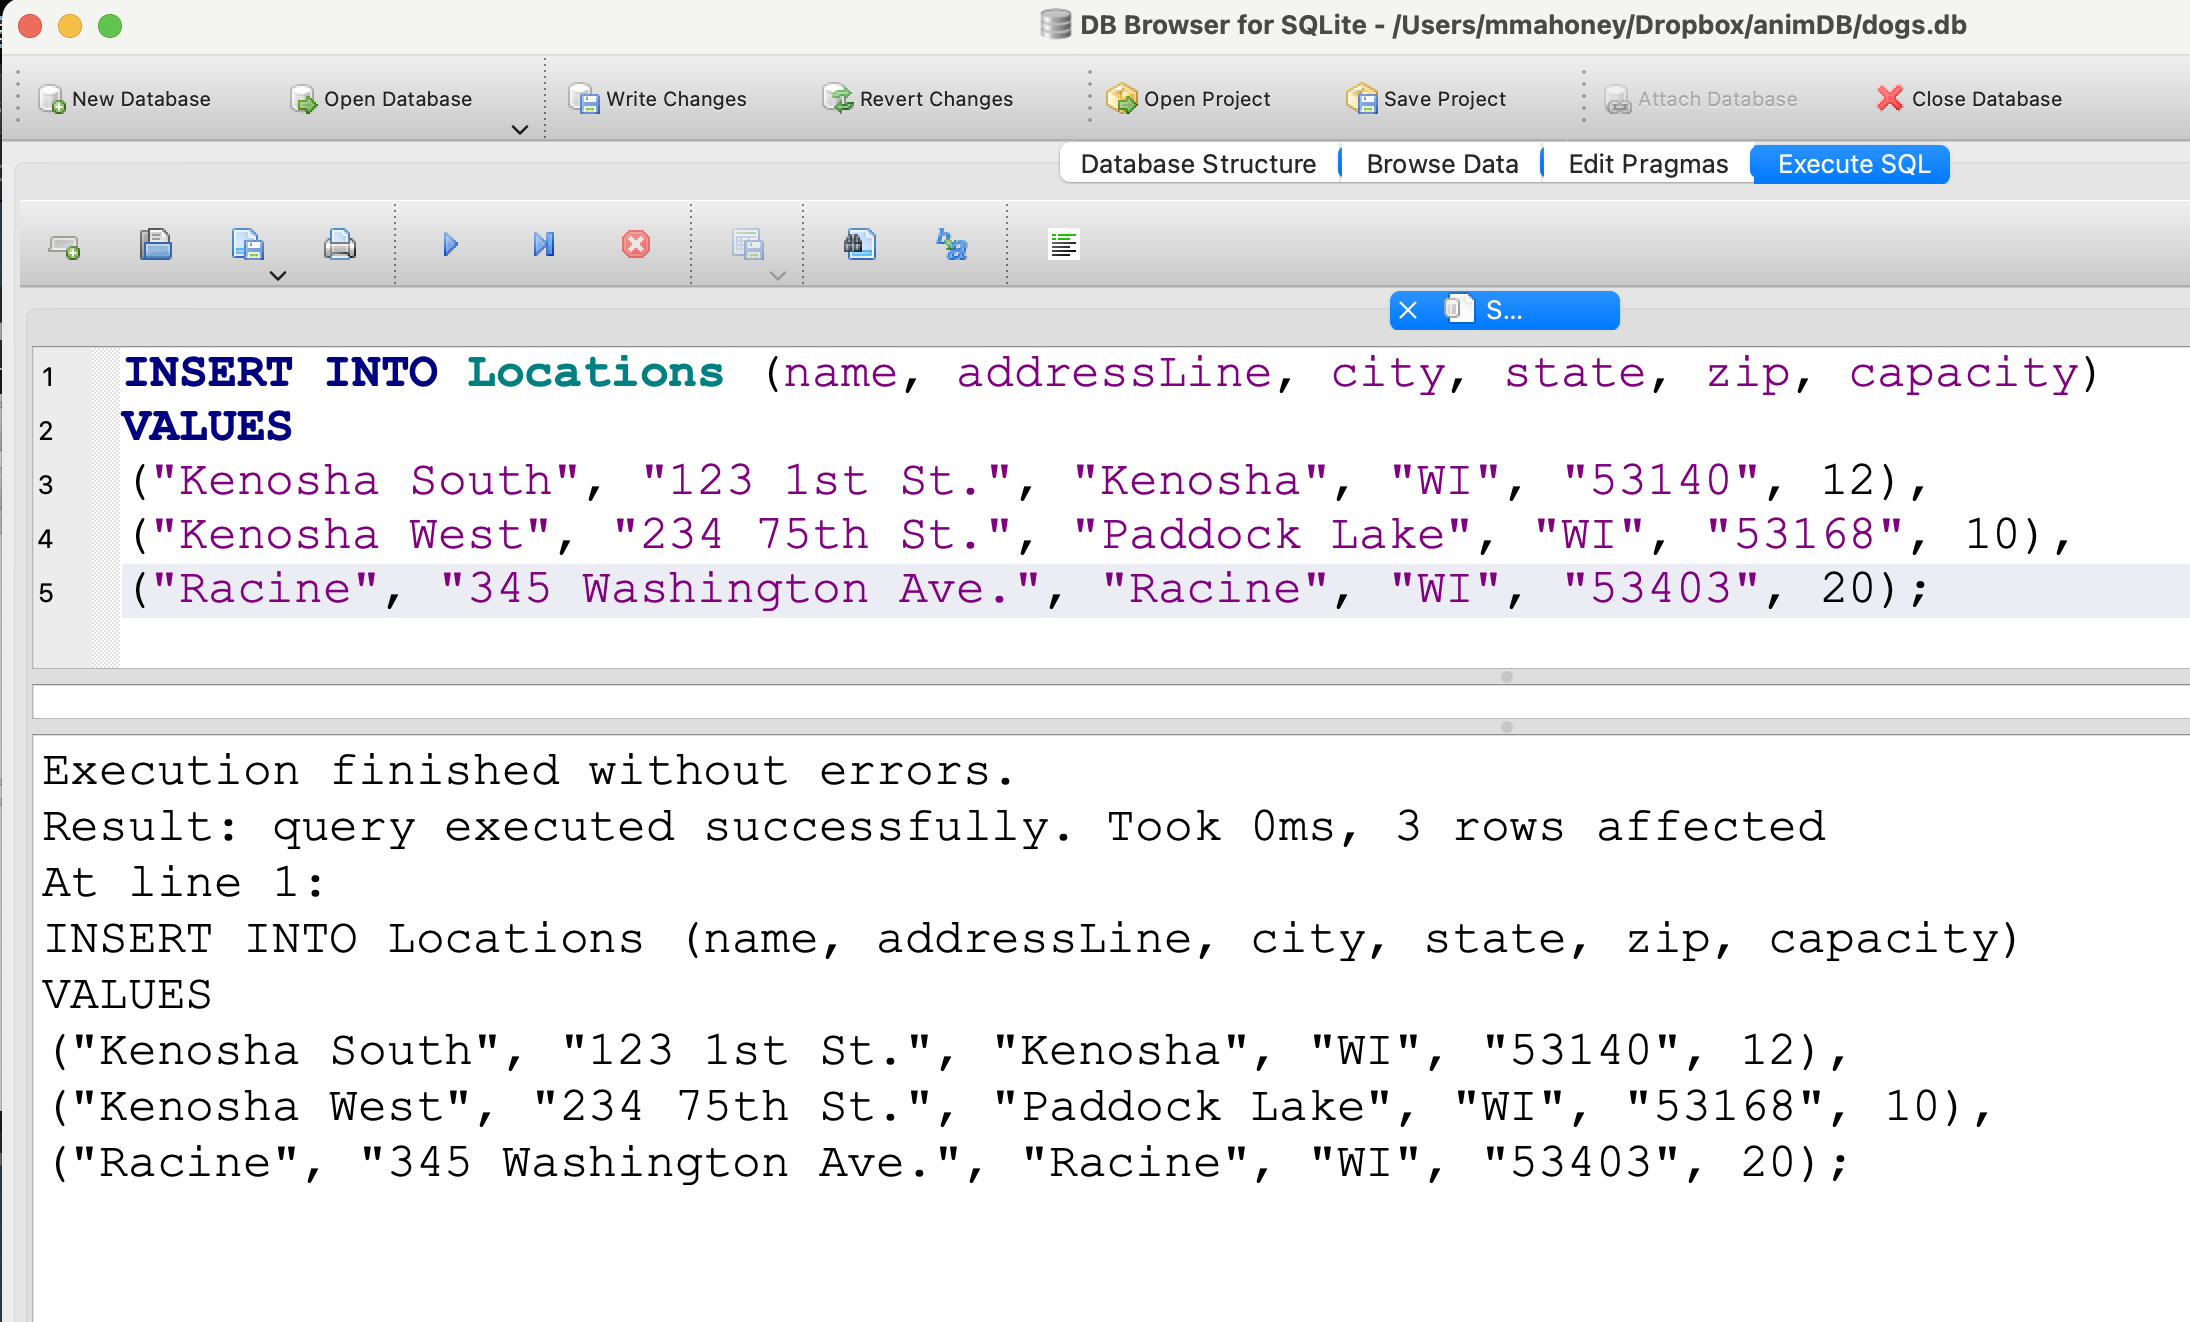 DB Browser for SQLite - /Users/mmahoney/Dropbox/animDB/dogs.db
New Database Open Database Write Changes Revert Changes Open Project Save Project Attach Database Close Database
Database Structure Browse Data Edit Pragmas Execute SQL
S...
1 INSERT INTO Locations (name, addressLine, city, state, zip, capacity)
2 VALUES
3 ("Kenosha South", "123 1st St.", "Kenosha", "WI", "53140", 12),
4 ("Kenosha West", "234 75th St.", "Paddock Lake", "WI", "53168", 10),
5 ("Racine", "345 Washington Ave.", "Racine", "WI", "53403", 20);
Execution finished without errors.
Result: query executed successfully. Took 0ms, 3 rows affected
At line 1:
INSERT INTO Locations (name, addressLine, city, state, zip, capacity)
VALUES
("Kenosha South", "123 1st St.", "Kenosha", "WI", "53140", 12),
("Kenosha West", "234 75th St.", "Paddock Lake", "WI", "53168", 10),
("Racine", "345 Washington Ave.", "Racine", "WI", "53403", 20);